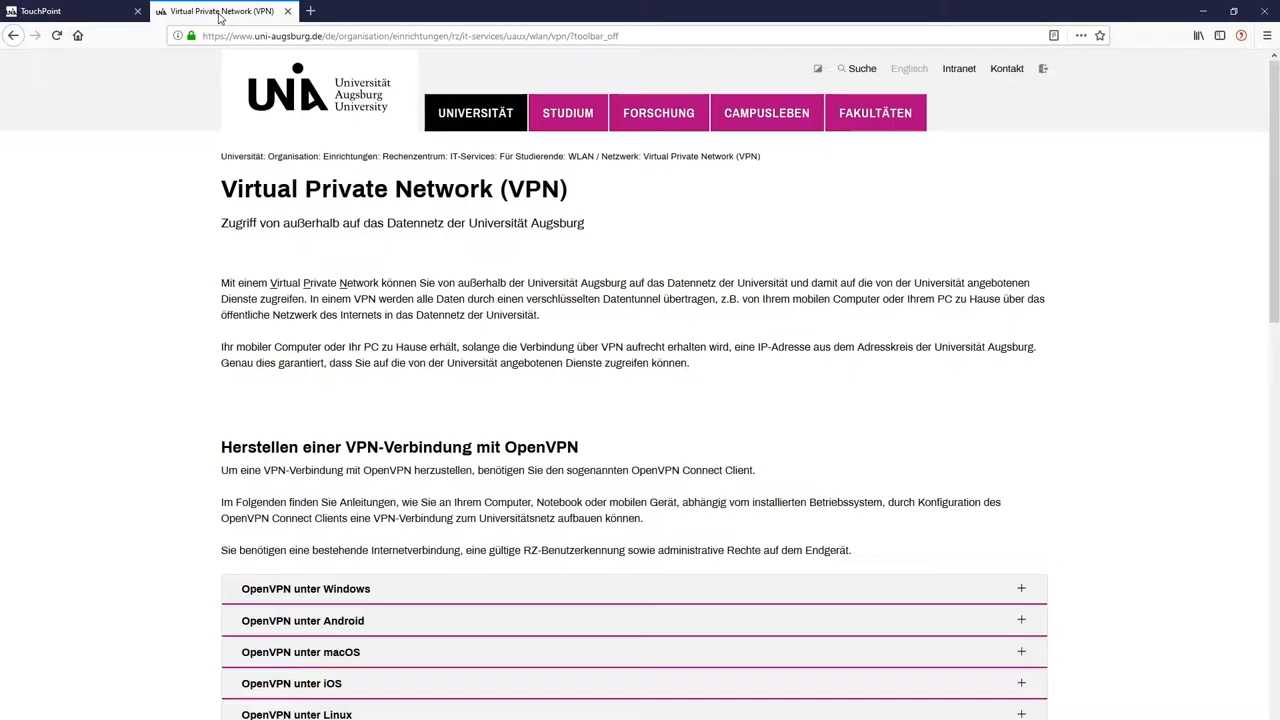 TouchPoint
Virtual Private Network (VPN)
https://www.uni-augsburg.de/de/organisation/einrichtungen/rz/it-services/uaux/wlan/vpn/?toolbar_off
UNIA Universität
Augsburg
University
Suche Englisch Intranet Kontakt
UNIVERSITÄT STUDIUM FORSCHUNG CAMPUSLEBEN FAKULTÄTEN
Universität: Organisation: Einrichtungen: Rechenzentrum: IT-Services: Für Studierende: WLAN / Netzwerk: Virtual Private Network (VPN)
Virtual Private Network (VPN)
Zugriff von außerhalb auf das Datennetz der Universität Augsburg
Mit einem Virtual Private Network können Sie von außerhalb der Universität Augsburg auf das Datennetz der Universität und damit auf die von der Universität angebotenen
Dienste zugreifen. In einem VPN werden alle Daten durch einen verschlüsselten Datentunnel übertragen, z.B. von Ihrem mobilen Computer oder Ihrem PC zu Hause über das
öffentliche Netzwerk des Internets in das Datennetz der Universität.
Ihr mobiler Computer oder Ihr PC zu Hause erhält, solange die Verbindung über VPN aufrecht erhalten wird, eine IP-Adresse aus dem Adresskreis der Universität Augsburg.
Genau dies garantiert, dass Sie auf die von der Universität angebotenen Dienste zugreifen können.
Herstellen einer VPN-Verbindung mit OpenVPN
Um eine VPN-Verbindung mit OpenVPN herzustellen, benötigen Sie den sogenannten OpenVPN Connect Client.
Im Folgenden finden Sie Anleitungen, wie Sie an Ihrem Computer, Notebook oder mobilen Gerät, abhängig vom installierten Betriebssystem, durch Konfiguration des
OpenVPN Connect Clients eine VPN-Verbindung zum Universitätsnetz aufbauen können.
Sie benötigen eine bestehende Internetverbindung, eine gültige RZ-Benutzerkennung sowie administrative Rechte auf dem Endgerät.
OpenVPN unter Windows
OpenVPN unter Android
OpenVPN unter macOS
OpenVPN unter iOS
OpenVPN unter Linux